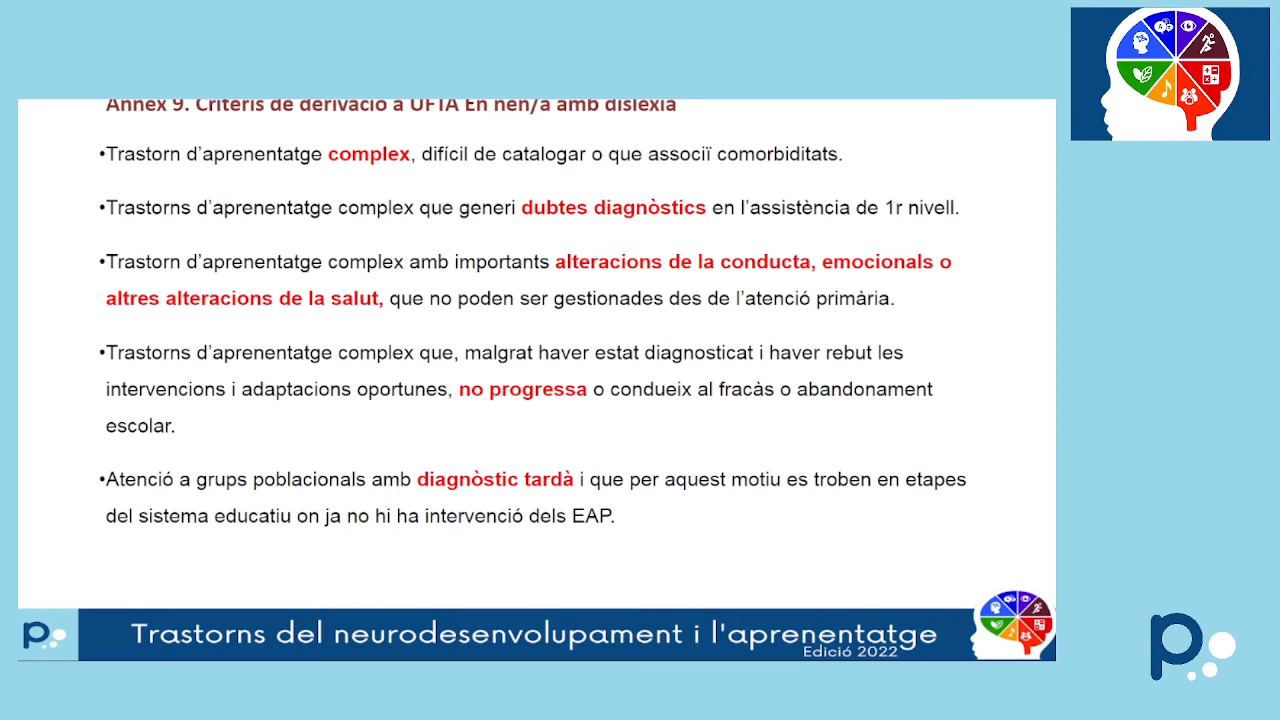 Annex 9. Criteris de derivació a UFTA En nen/a amb dislèxia
•Trastorn d’aprenentatge complex, difícil de catalogar o que associï comorbiditats.
•Trastorns d’aprenentatge complex que generi dubtes diagnòstics en l’assistència de 1r nivell.
•Trastorn d’aprenentatge complex amb importants alteracions de la conducta, emocionals o
altres alteracions de la salut, que no poden ser gestionades des de l’atenció primària.
•Trastorns d’aprenentatge complex que, malgrat haver estat diagnosticat i haver rebut les
intervencions i adaptacions oportunes, no progressa o condueix al fracàs o abandonament
escolar.
•Atenció a grups poblacionals amb diagnòstic tardà i que per aquest motiu es troben en etapes
del sistema educatiu on ja no hi ha intervenció dels EAP.
p
Trastorns del neurodesenvolupament i l'aprenentatge
Edició 2022
p